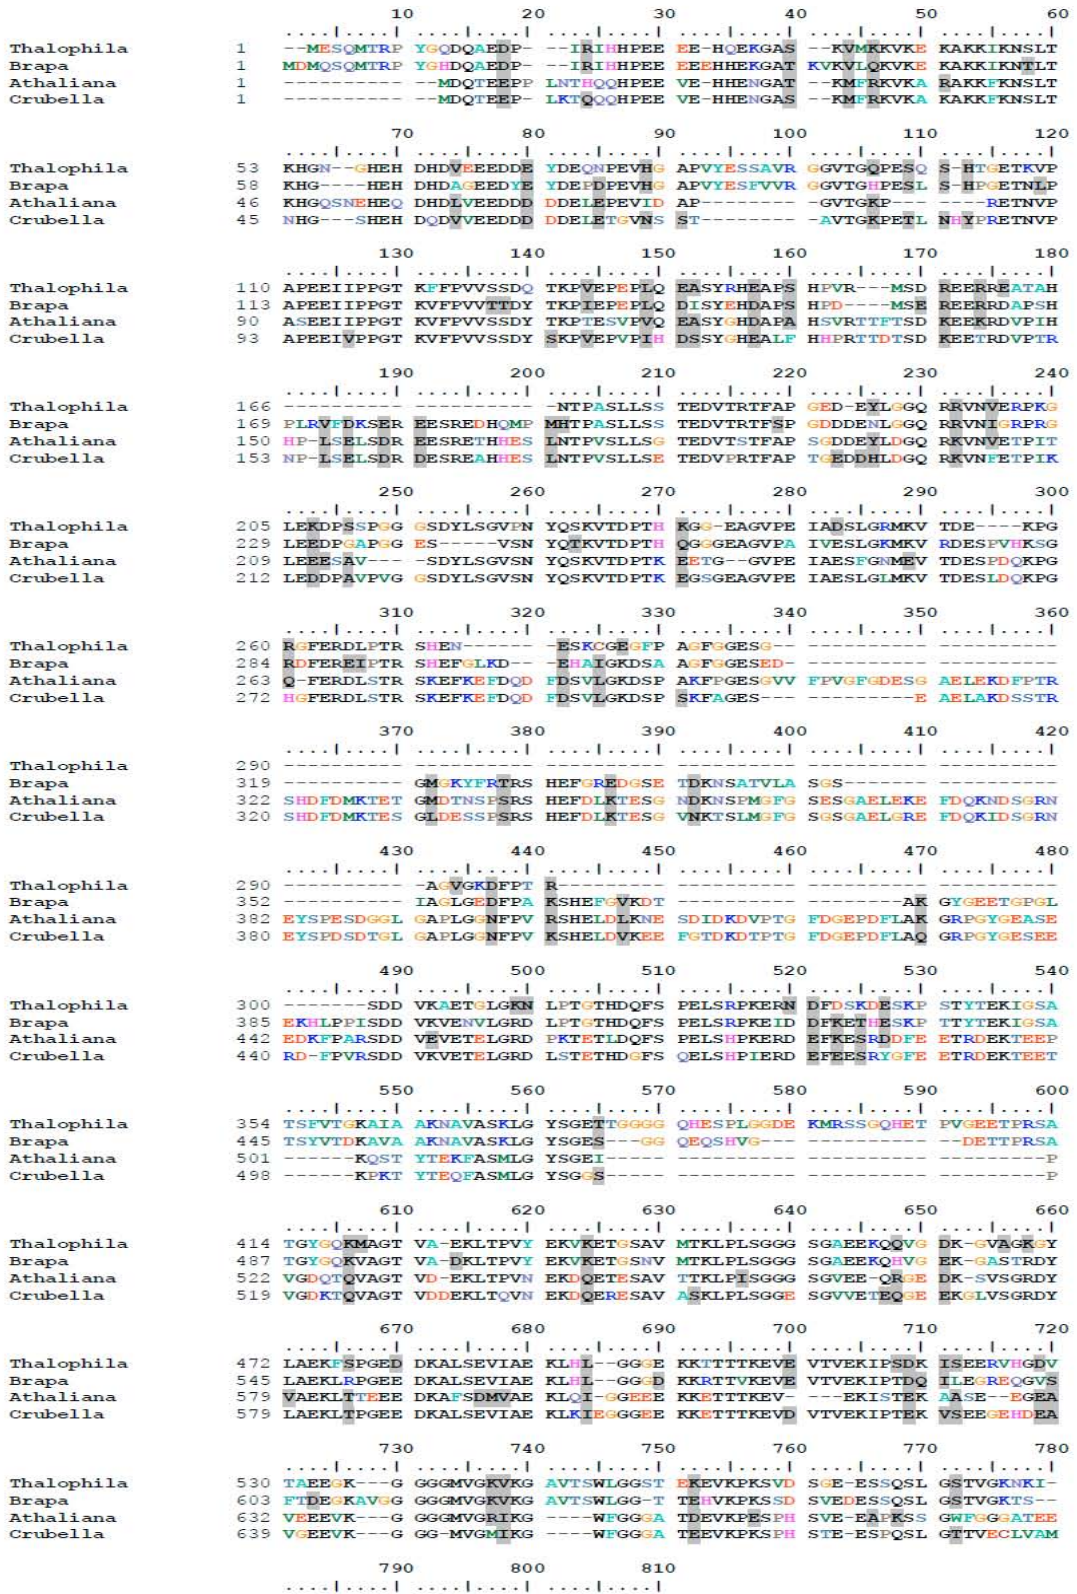 10 20 30 40 50 60
....|....| ....|....| ....|....| ....|....| ....|....| ....|....|
Thalophila 1 --MESQMTRP YGQDQAEDP- --IRIHHPEE EE-HQEKGAS -KVMKKVKE KAKKIKNSLT
Brapa 1 MDMQSQMTRP YGHDQAEDP- --IRIHHPEE EEEHHEKGAT KVKVLQKVKE KAKKIKNTLT
Athaliana 1 ----------MDQTEEPP LNTHQQHPEE VE-HHENGAT -KMFRKVKA RAKKFKNSLT
Crubella 1 ----------MDQTEEP- LKTQQQHPEE VE-HHENGAS -KMFRKVKA KAKKFKNSLT
70 80 90 100 110 120
....|....| ....|....| ....|....| ....|....| ....|....| ....|....|
Thalophila 53 KHGN--GHEH DHDVEEEDDE YDEQNPEVHG APVYESSAVR GGVTGQPESQ S-HTGETKVP
Brapa 58 KHG---HEH DHDAGEEDYE YDEPDPEVHG APVYESFVVR GGVTGHPESL S-HPGETNLP
Athaliana 46 KHGQSNEHEQ DHDLVEEDDD DDELEPEVID AP--------- -GVTGKP--- ---RETNVP
Crubella 45 NHG--SHEH DQDVVEEDDD DDELETGVNS ST--------- -AVTGKPETL NHYPRETNVP
130 140 150 160 170 180
....|....| ....|....| ....|....| ....|....| ....|....| ....|....|
Thalophila 110 APEEIIPPGT KFFPVVSSDQ TKPVEPEPLQ EASYRHEAPS HPVR---MSD REERREATAH
Brapa 113 APEEIIPPGT KVFPVVTTDY TKPIEPEPLQ DISYEHDAPS HPD----MSE REERRDAPSH
Athaliana 90 ASEEIIPPGT KVFPVVSSDY TKPTESVPVQ EASYGHDAPA HSVRTTFTSD KEEKRDVPIH
Crubella 93 APEEIVPPGT KVFPVVSSDY SKPVEPVPIH DSSYGHEALF HHPRTTDTSD KEETRDVPTR
190 200 210 220 230 240
....|....| ....|....| ....|....| ....|....| ....|....| ....|....|
Thalophila 166 ---------- ---------- -NTPASLLSS TEDVTRTFAP GED-EYLGGQ RRVNVERPKG
Brapa 169 PLRVFDKSER EESREDHQMP MHTPASLLSS TEDVTRTFSP GDDDENLGGQ RRVNIGRPRG
Athaliana 150 HP-LSELSDR EESRETHHES LNTPVSLLSG TEDVTSTFAP SGDDEYLDGQ RKVNVETPIT
Crubella 153 NP-LSELSDR DESREAHHES LNTPVSLLSE TEDVPRTFAP TGEDDHLDGQ RKVNFETPIK
250 260 270 280 290 300
....|....| ....|....| ....|....| ....|....| ....|....| ....|....|
Thalophila 205 LEKDPSSPGG GSDYLSGVPN YQSKVTDPTH KGG-EAGVPE IADSLGRMKV TDE----KPG
Brapa 229 LEEDPGAPGG ES-----VSN YQTKVTDPTH QGGGEAGVPA IVESLGKMKV RDESPVHKSG
Athaliana 209 LEEESAV--- -SDYLSGVSN YQSKVTDPTK EETG--GVPE IAESFGNMEV TDESPDQKPG
Crubella 212 LEDDPAVPVG GSDYLSGVSN YQSKVTDPTK EGSGEAGVPE IAESLGLMKV TDESLDQKPG
310 320 330 340 350 360
....|....| ....|....| ....|....| ....|....| ....|....| ....|....|
Thalophila 260 RGFERDLPTR SHEN------ -ESKCGEGFP AGFGGESG-- ---------- ----------
Brapa 284 RDFEREIPTR SHEFGLKD-- -EHAIGKDSA AGFGGESED- ---------- ----------
Athaliana 263 Q-FERDLSTR SKEFKEFDQD FDSVLGKDSP AKFPGESGVV FPVGFGDESG AELEKDFPTR
Crubella 272 HGFERDLSTR SKEFKEFDQD FDSVLGKDSP SKFAGES--- ---------E AELAKDSSTR
370 380 390 400 410 420
....|....| ....|....| ....|....| ....|....| ....|....| ....|....|
Thalophila 290 ---------- ---------- ---------- ---------- ---------- ----------
Brapa 319 ---------- GMGKYFRTRS HEFGREDGSE TDKNSATVLA SGS------- ----------
Athaliana 322 SHDFDMKTET GMDTNSPSRS HEFDLKTESG NDKNSPMGFG SESGAELEKE FDQKNDSGRN
Crubella 320 SHDFDMKTES GLDESSPSRS HEFDLKTESG VNKTSLMGFG SGSGAELGRE FDQKIDSGRN
430 440 450 460 470 480
....|....| ....|....| ....|....| ....|....| ....|....| ....|....|
Thalophila 290 ---------- -AGVGKDFPT R--------- ---------- ---------- ----------
Brapa 352 ---------- IAGLGEDFPA KSHEFGVKDT ---------- --------AK GYGEETGPGL
Athaliana 382 EYSPESDGGL GAPLGGNFPV RSHELDLKNE SDIDKDVPTG FDGEPDFLAK GRPGYGEASE
Crubella 380 EYSPDSDTGL GAPLGGNFPV KSHELDVKEE FGTDKDTPTG FDGEPDFLAQ GRPGYGESEE
490 500 510 520 530 540
....|....| ....|....| ....|....| ....|....| ....|....| ....|....|
Thalophila 300 -------SDD VKAETGLGKN LPTGTHDQFS PELSRPKERN DFDSKDESKP STYTEKIGSA
Brapa 385 EKHLPPISDD VKVENVLGRD LPTGTHDQFS PELSRPKEID DFKETHESKP TTYTEKIGSA
Athaliana 442 EDKFPARSDD VEVETELGRD PKTETLDQFS PELSHPKERD EFKESRDDFE ETRDEKTEEP
Crubella 440 RD-FPVRSDD VKVETELGRD LSTETHDGFS QELSHPIERD EFEESRYGFE ETRDEKTEET
550 560 570 580 590 600
....|....| ....|....| ....|....| ....|....| ....|....| ....|....|
Thalophila 354 TSFVTGKAIA AKNAVASKLG YSGETTGGGG QHESPLGGDE KMRSSGQHET PVGEETPRSA
Brapa 445 TSYVTDKAVA AKNAVASKLG YSGES---GG QEQSHVG--- ---------- ---DETTPRSA
Athaliana 501 -----KQST YTEKFASMLG YSGEI----- ---------- ---------- ---------P
Crubella 498 -----KPKT YTEQFASMLG YSGGS----- ---------- ---------- ---------P
610 620 630 640 650 660
....|....| ....|....| ....|....| ....|....| ....|....| ....|....|
Thalophila 414 TGYGQKMAGT VA-EKLTPVY EKVKETGSAV MTKLPLSGGG SGAEEKQQVG DK-GVAGKGY
Brapa 487 TGYGQKVAGT VA-DKLTPVY EKVKETGSNV MTKLPLSGGG SGAEEKQHVG EK-GASTRDY
Athaliana 522 VGDQTQVAGT VD-EKLTPVN EKDQETESAV TTKLPISGGG SGVEE-QRGE DK-SVSGRDY
Crubella 519 VGDKTQVAGT VDDEKLTQVN EKDQERESAV ASKLPLSGGE SGVVETEQGE EKGLVSGRDY
670 680 690 700 710 720
....|....| ....|....| ....|....| ....|....| ....|....| ....|....|
Thalophila 472 LAEKFSPGED DKALSEVIAE KLHL--GGGE KKTTTTKEVE VTVEKIPSDK ISEERVHGDV
Brapa 545 LAEKLRPGEE DKALSEVIAE KLHL--GGGD KKRTTVKEVE VTVEKIPTDQ ILEGREQGVS
Athaliana 579 VAEKLTTEEE DKAFSDMVAE KLQI-GGEEE KKETTTKEV- ---EKISTEK AASE--EGEA
Crubella 579 LAEKLTPGEE DKALSEVIAE KLKIEGGGEE KKETTTKEVD VTVEKIPTEK VSEEGEHDEA
730 740 750 760 770 780
....|....| ....|....| ....|....| ....|....| ....|....| ....|....|
Thalophila 530 TAEEGK---G GGGMVGKVKG AVTSWLGGST EKEVKPKSVD SGE-ESSQSL GSTVGKNKI-
Brapa 603 FTDEGKAVGG GGGMVGKVKG AVTSWLGG-T TEHVKPKSSD SVEDESSQSL GSTVGKTS--
Athaliana 632 VEEEVK---G GGGMVGRIKG ----WFGGGA TDEVKPESPH SVE-EAPKSS GWFGGGATEE
Crubella 639 VGEEVK---G GG-MVGMIKG ----WFGGGA TEEVKPKSPH STE-ESPQSL GTTVECLVAM
790 800 810
....|....| ....|....| ....|....|